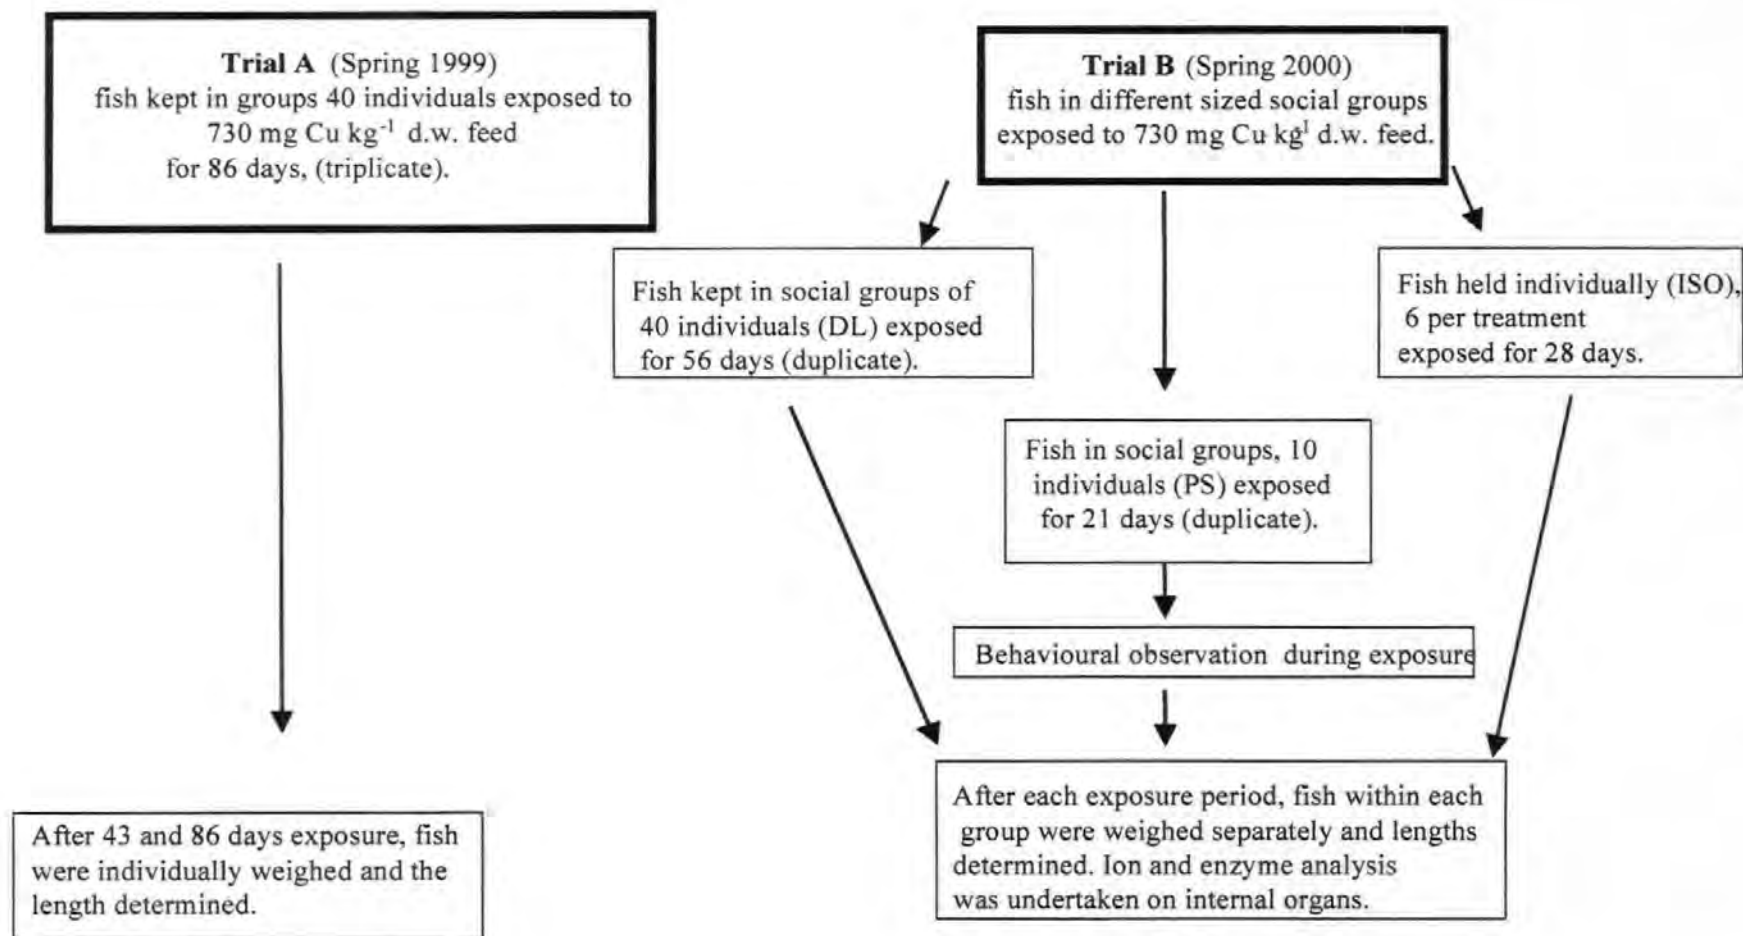 Trial A (Spring 1999)
fish kept in groups 40 individuals exposed to
730 mg Cu kg⁻¹ d.w. feed
for 86 days, (triplicate).
Trial B (Spring 2000)
fish in different sized social groups
exposed to 730 mg Cu kgˡ d.w. feed.
Fish kept in social groups of
40 individuals (DL) exposed
for 56 days (duplicate).
Fish held individually (ISO),
6 per treatment
exposed for 28 days.
Fish in social groups, 10
individuals (PS) exposed
for 21 days (duplicate).
Behavioural observation during exposure
After 43 and 86 days exposure, fish
were individually weighed and the
length determined.
After each exposure period, fish within each
group were weighed separately and lengths
determined. Ion and enzyme analysis
was undertaken on internal organs.